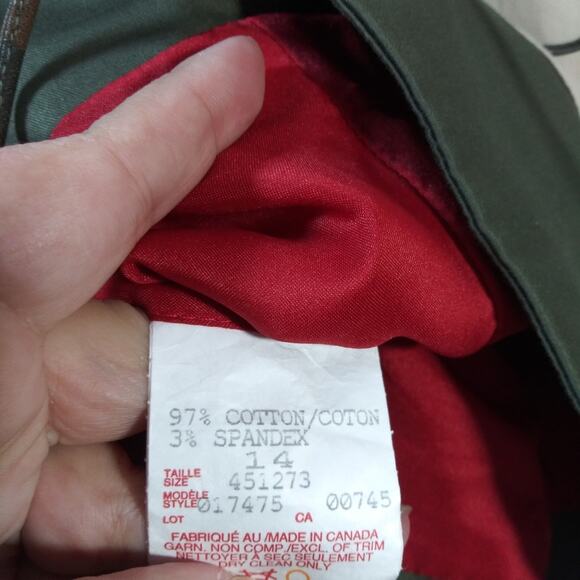 97% COTTON/COTON
3% SPANDEX
14
TAILLE
SIZE 451273
MODÈLE
STYLE 017475 00745
LOT CA
FABRIQUÉ AU/MADE IN CANADA
GARN. NON COMP./EXCL. OF TRIM
NETTOYER A SEC SEULEMENT
DRY CLEAN ONLY